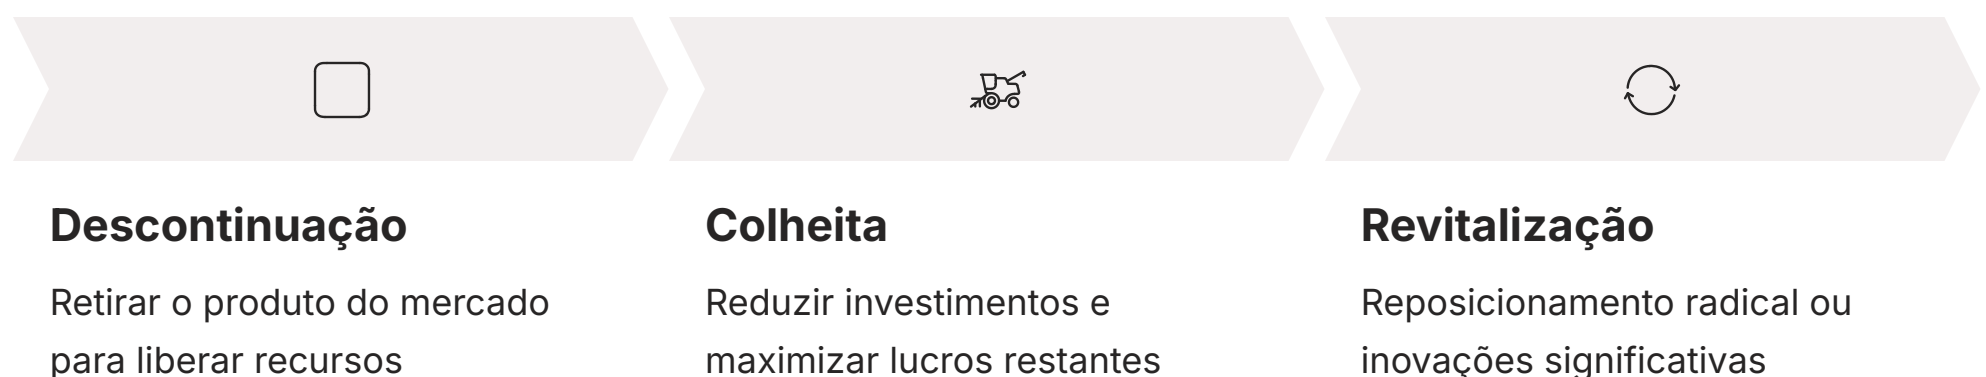 Descontinuação
Retirar o produto do mercado
para liberar recursos
Colheita
Reduzir investimentos e
maximizar lucros restantes
Revitalização
Reposicionamento radical ou
inovações significativas